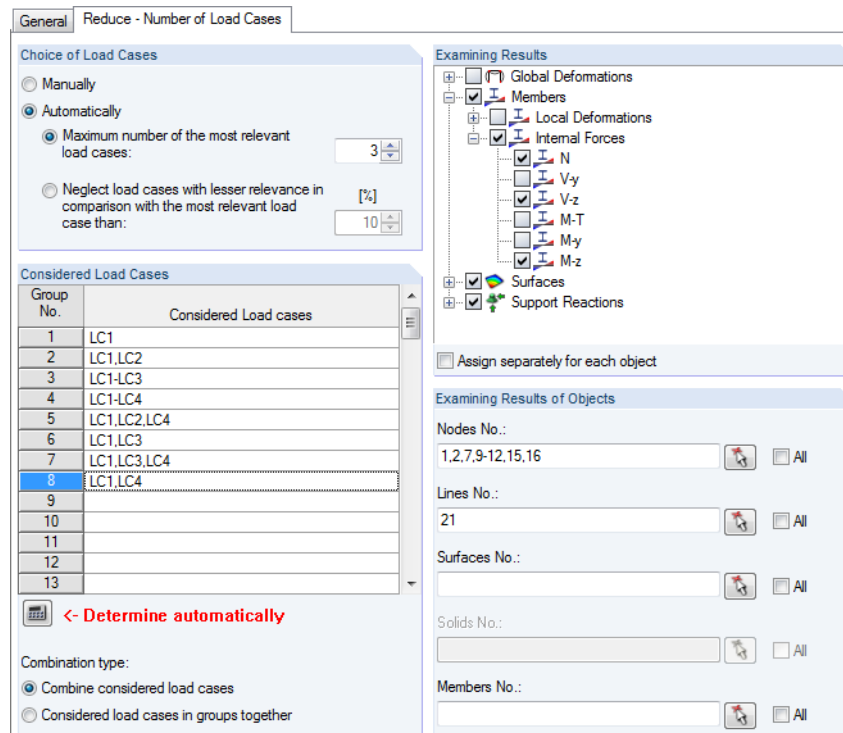 General
Reduce - Number of Load Cases
Choice of Load Cases
Manually
Automatically
Maximum number of the most relevant
load cases:
3
Neglect load cases with lesser relevance in
comparison with the most relevant load
case than:
[%]
10
Considered Load Cases
Group
No.
Considered Load cases
1 LC1
2 LC1,LC2
3 LC1-LC3
4 LC1-LC4
5 LC1,LC2,LC4
6 LC1,LC3
7 LC1,LC3,LC4
8 LC1,LC4
9
10
11
12
13
<- Determine automatically
Combination type:
Combine considered load cases
Considered load cases in groups together
Examining Results
Global Deformations
Members
Local Deformations
Internal Forces
N
V-y
V-z
M-T
M-y
M-z
Surfaces
Support Reactions
Assign separately for each object
Examining Results of Objects
Nodes No.:
1,2,7,9-12,15,16
All
Lines No.:
21
All
Surfaces No.:
All
Solids No.:
All
Members No.:
All